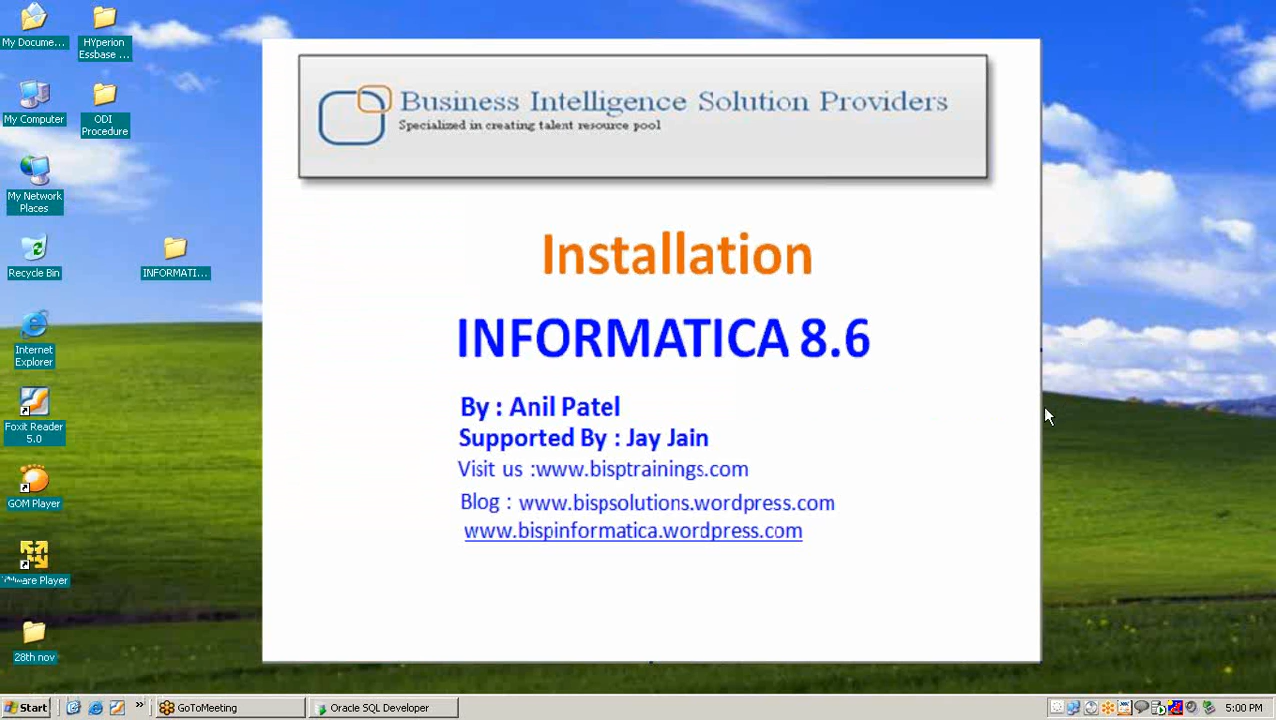 My Docume...
HYperion
Essbase ...
My Computer
ODI
Procedure
My Network
Places
Recycle Bin
INFORMATI...
Internet
Explorer
Foxit Reader
5.0
GOM Player
VMware Player
28th nov
Business Intelligence Solution Providers
Specialized in creating talent resource pool
Installation
INFORMATICA 8.6
By : Anil Patel
Supported By : Jay Jain
Visit us :www.bisptrainings.com
Blog : www.bispsolutions.wordpress.com
www.bispinformatica.wordpress.com
Start
GoToMeeting
Oracle SQL Developer
5:00 PM